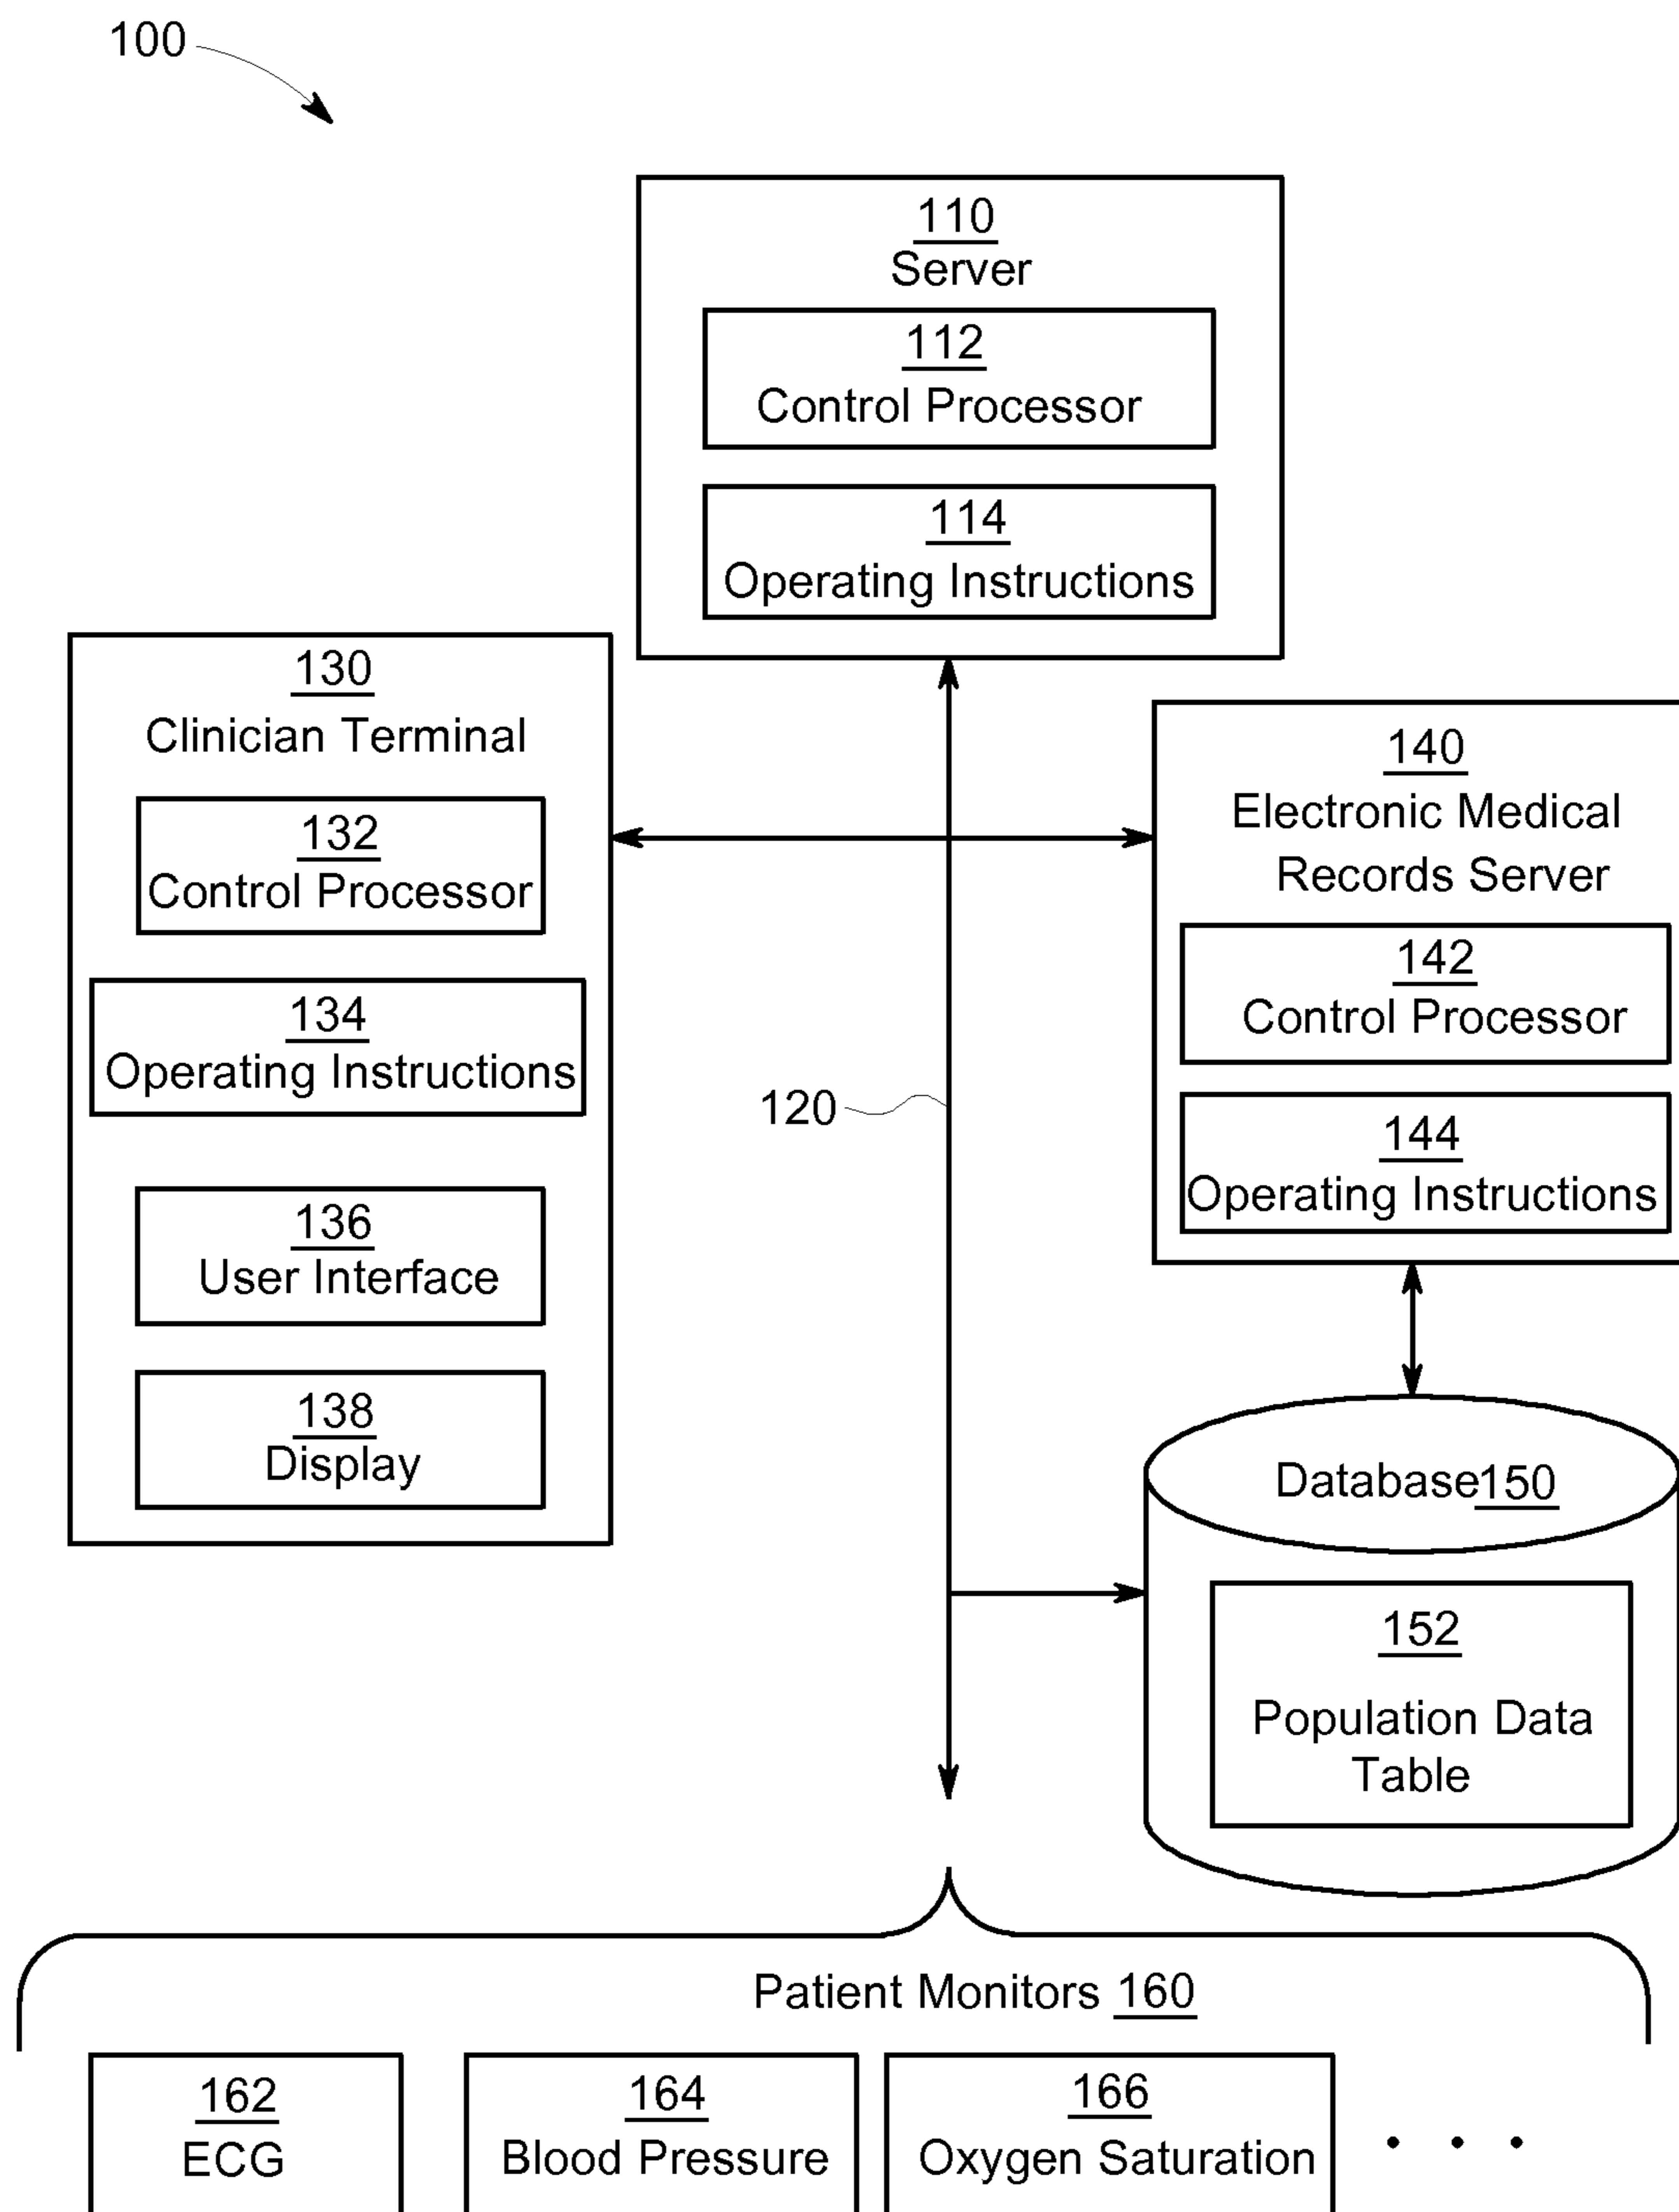 100
110
Server
112
Control Processor
114
Operating Instructions
130
Clinician Terminal
132
Control Processor
134
Operating Instructions
136
User Interface
138
Display
120
140
Electronic Medical
Records Server
142
Control Processor
144
Operating Instructions
Database 150
152
Population Data
Table
Patient Monitors 160
162
ECG
164
Blood Pressure
166
Oxygen Saturation
. . .